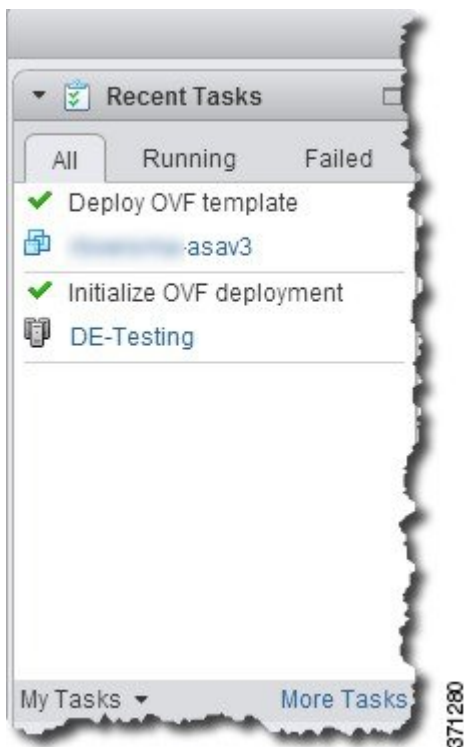 Recent Tasks
All Running Failed
Deploy OVF template
-asav3
Initialize OVF deployment
DE-Testing
My Tasks More Tasks
371280